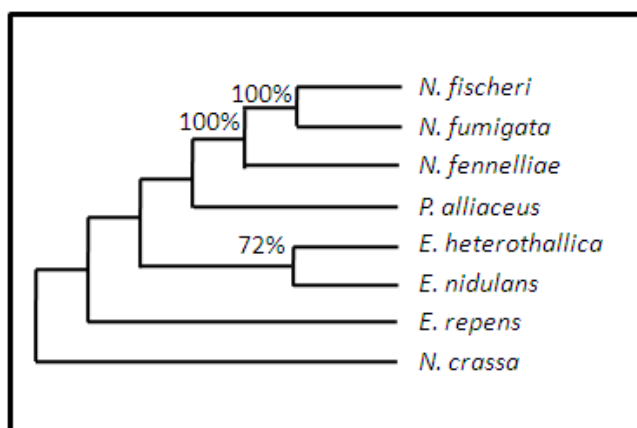 100%
N. fischeri
100%
N. fumigata
N. fennelliae
P. alliaceus
72%
E. heterothallica
E. nidulans
E. repens
N. crassa